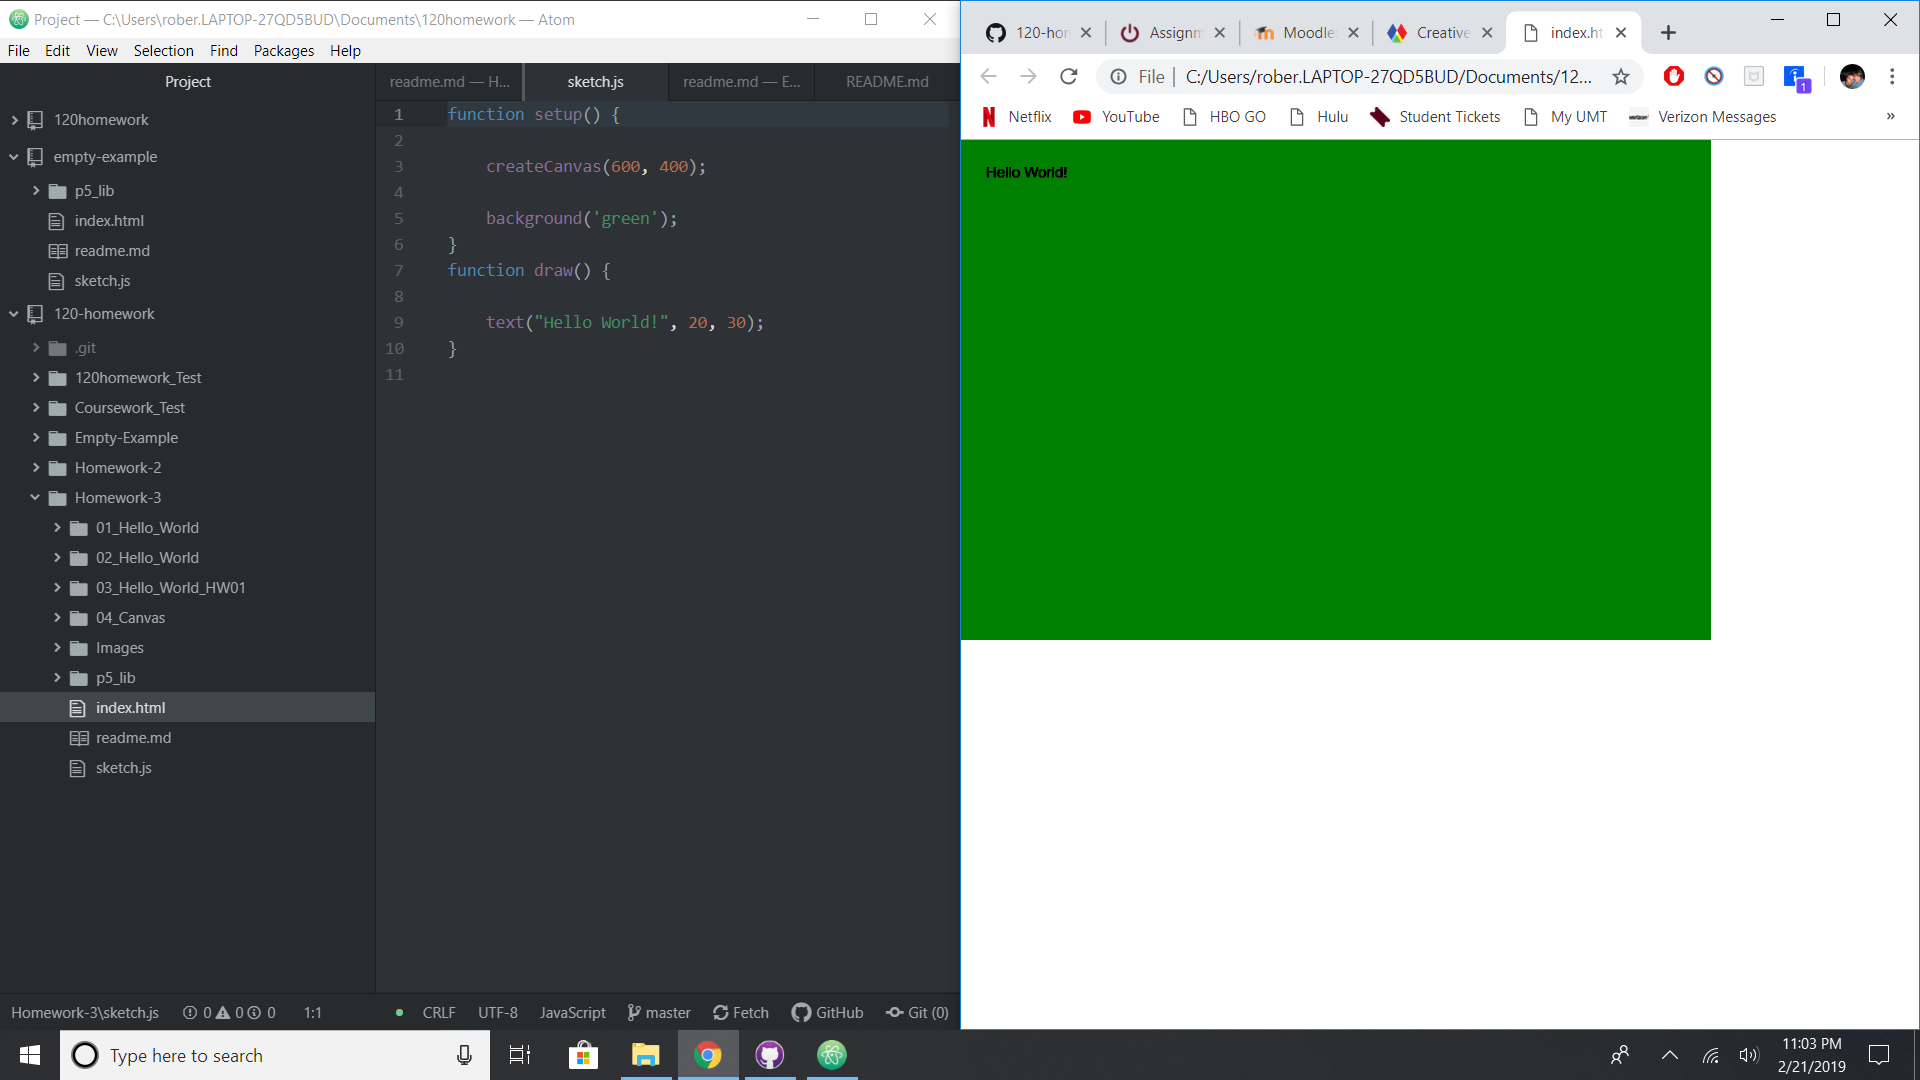 Project — C:\Users\rober.LAPTOP-27QD5BUD\Documents\120homework — Atom
File Edit View Selection Find Packages Help
Project
120homework
empty-example
p5_lib
index.html
readme.md
sketch.js
120-homework
.git
120homework_Test
Coursework_Test
Empty-Example
Homework-2
Homework-3
01_Hello_World
02_Hello_World
03_Hello_World_HW01
04_Canvas
Images
p5_lib
index.html
readme.md
sketch.js
readme.md — H... sketch.js readme.md — E... README.md
1 function setup() {
2
3 createCanvas(600, 400);
4
5 background('green');
6 }
7 function draw() {
8
9 text("Hello World!", 20, 30);
10 }
11
Homework-3\sketch.js 0 0 0 1:1 CRLF UTF-8 JavaScript master Fetch GitHub Git (0)
120-hor Assignm Moodle: Creative index.ht
File C:/Users/rober.LAPTOP-27QD5BUD/Documents/12... 1
Netflix YouTube HBO GO Hulu Student Tickets My UMT Verizon Messages »
Hello World!
Type here to search
11:03 PM
2/21/2019